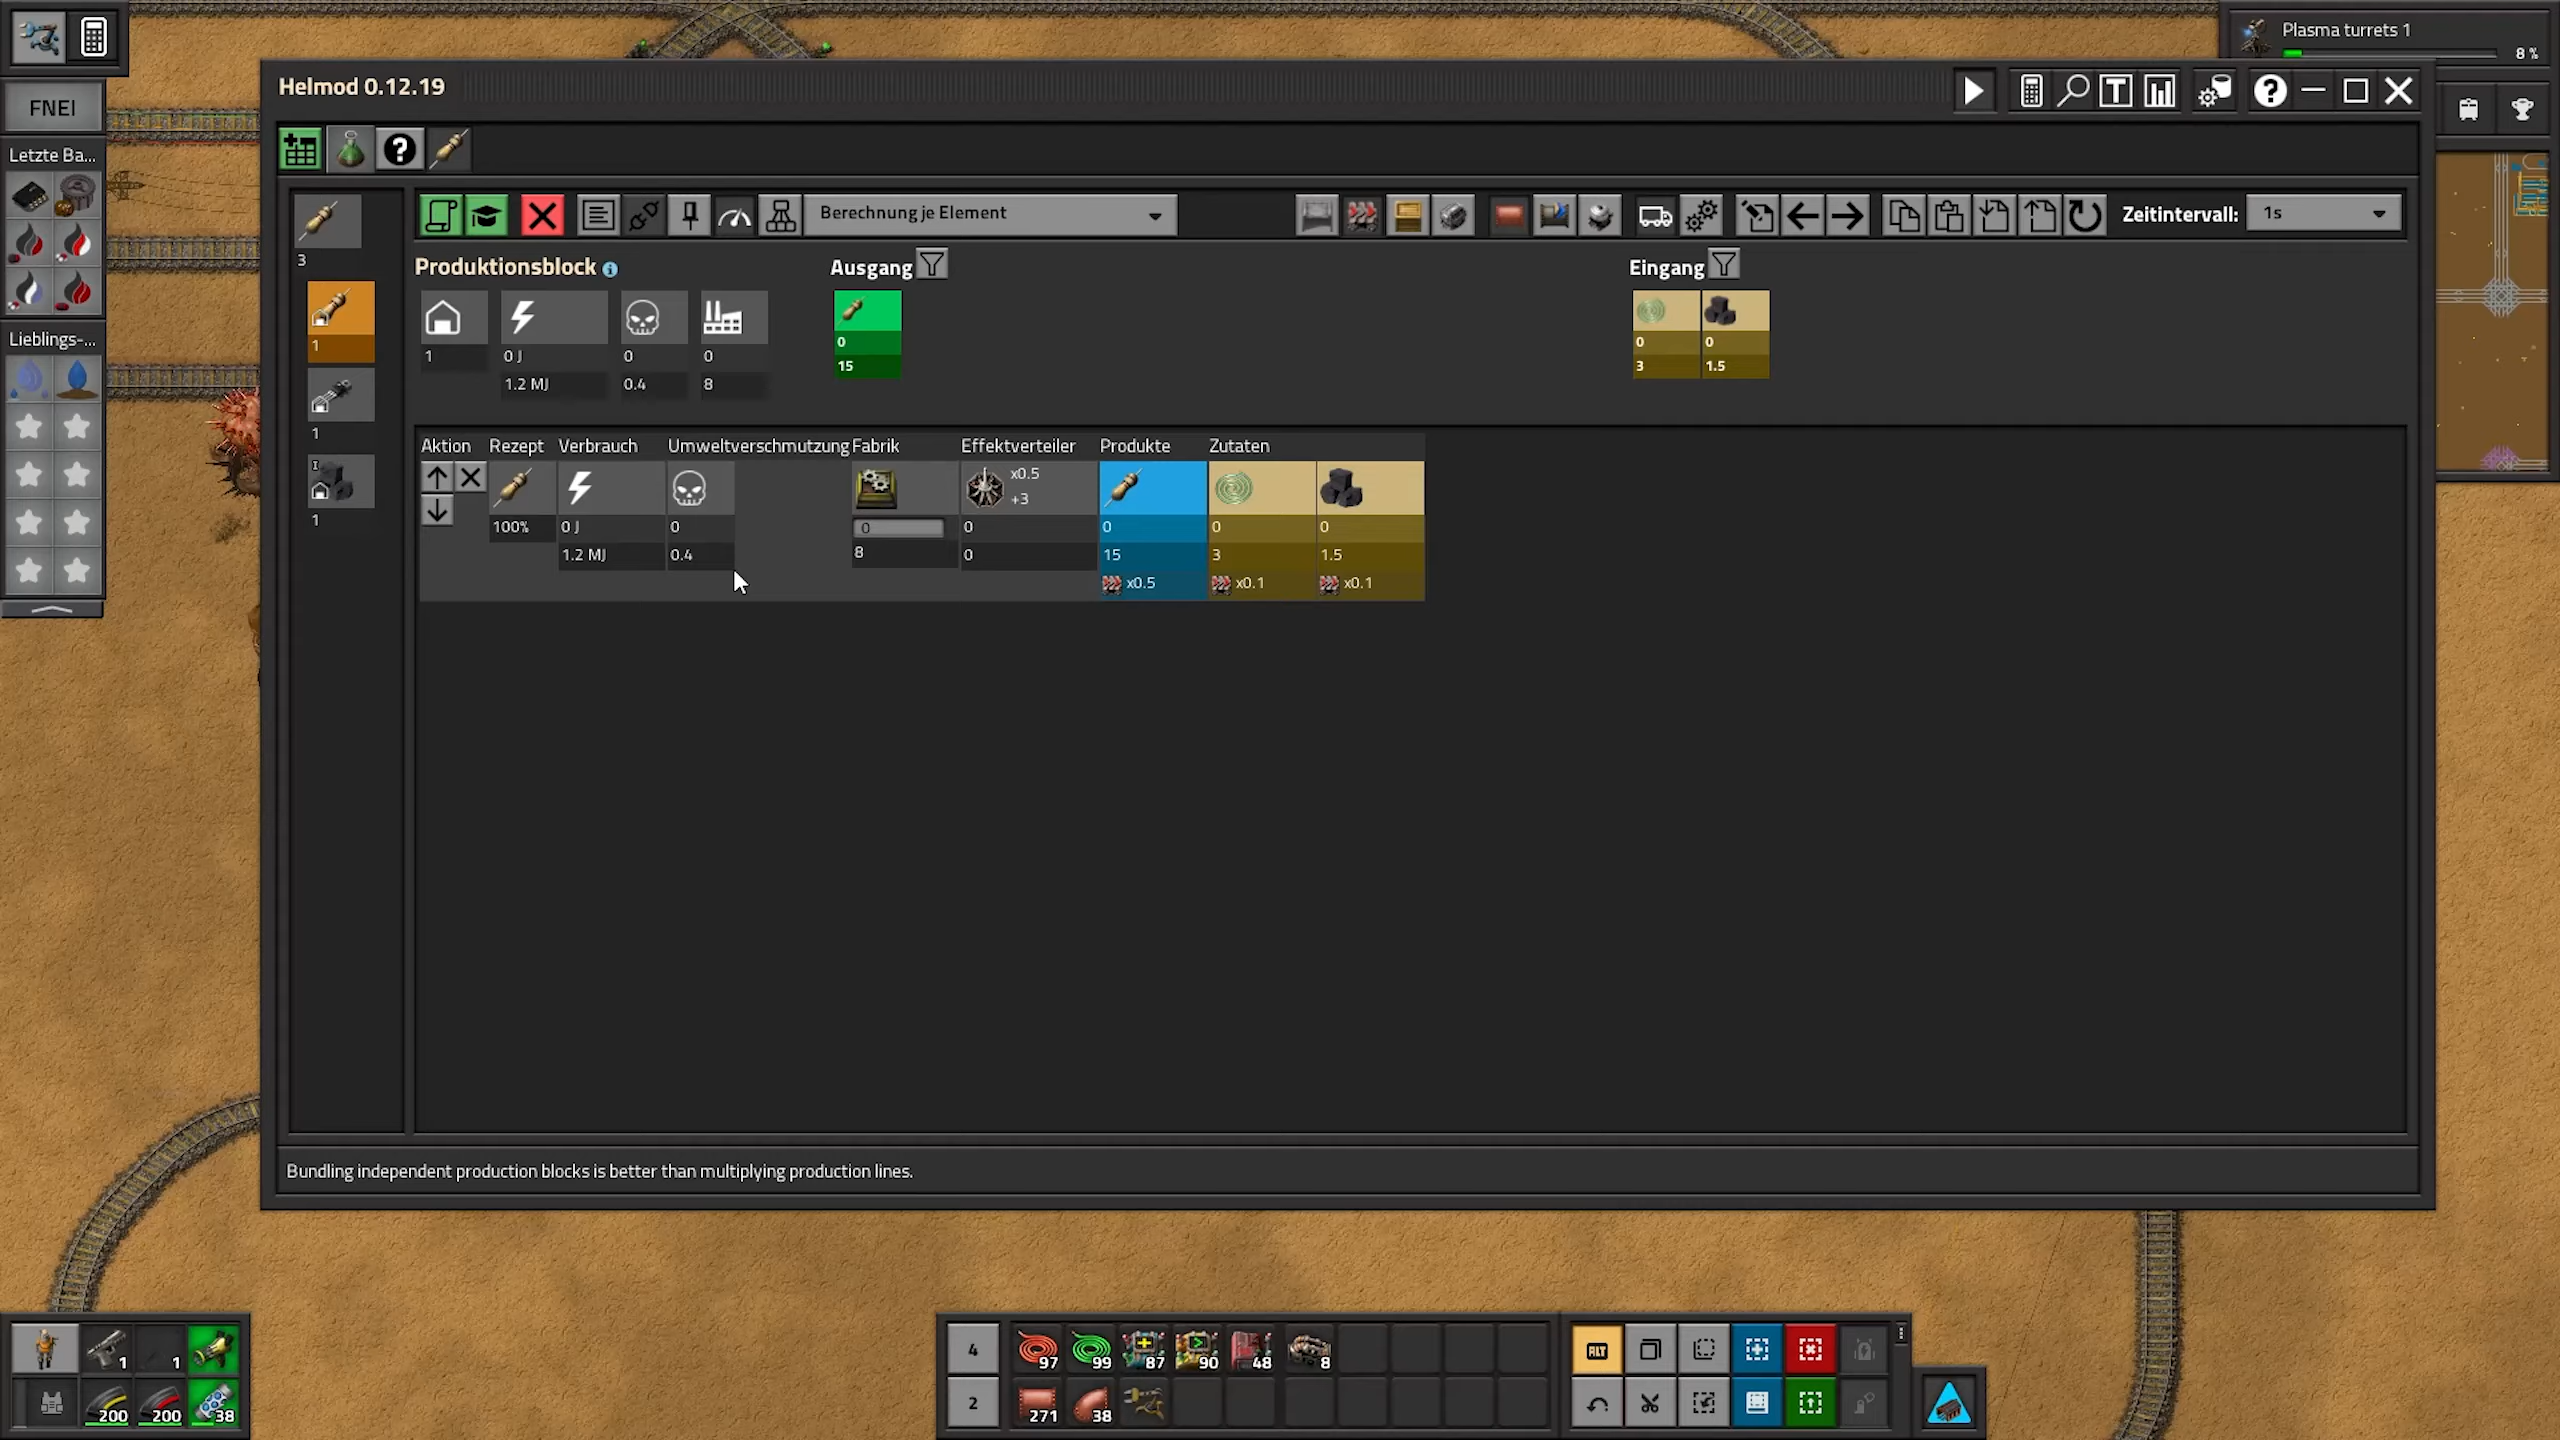 Plasma turrets 1
8 %
Helmod 0.12.19
FNEI
Letzte Ba...
Lieblings-...
3
1
1
I
1
Berechnung je Element
Zeitintervall:
1s
Produktionsblock
Ausgang
Eingang
1
0 J
0
0
1.2 MJ
0.4
8
0
15
0
0
3
1.5
Aktion
Rezept
Verbrauch
Umweltverschmutzung
Fabrik
Effektverteiler
Produkte
Zutaten
x0.5
+3
100%
0 J
0
0
0
0
0
0
1.2 MJ
0.4
8
0
15
3
1.5
x0.5
x0.1
x0.1
Bundling independent production blocks is better than multiplying production lines.
1
1
200
200
38
4
97
99
87
90
48
8
2
271
38
ALT